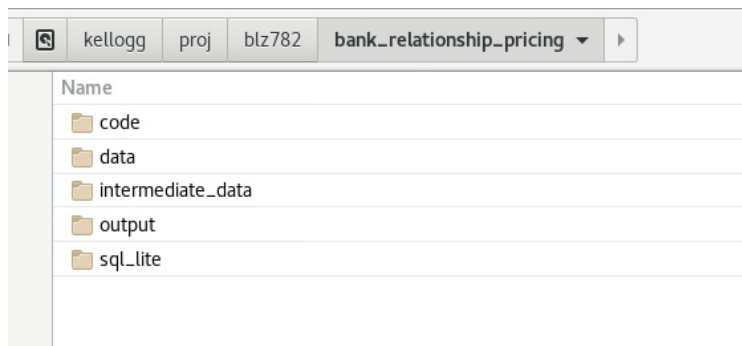 kellogg proj blz782 bank_relationship_pricing
Name
code
data
intermediate_data
output
sql_lite